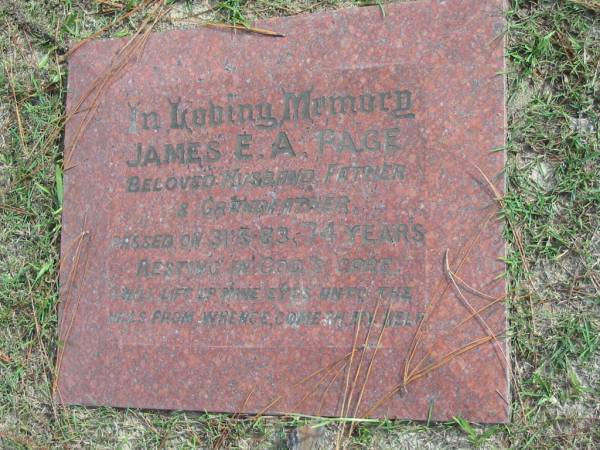 In Loving Memory
JAMES E. A. PAGE
BELOVED HUSBAND, FATHER
& GRANDFATHER...
PASSED ON 31.3.83. 74 YEARS
RESTING IN GOD'S CARE
I WILL LIFT UP MINE EYES UNTO THE
HILLS FROM WHENCE COMETH MY HELP